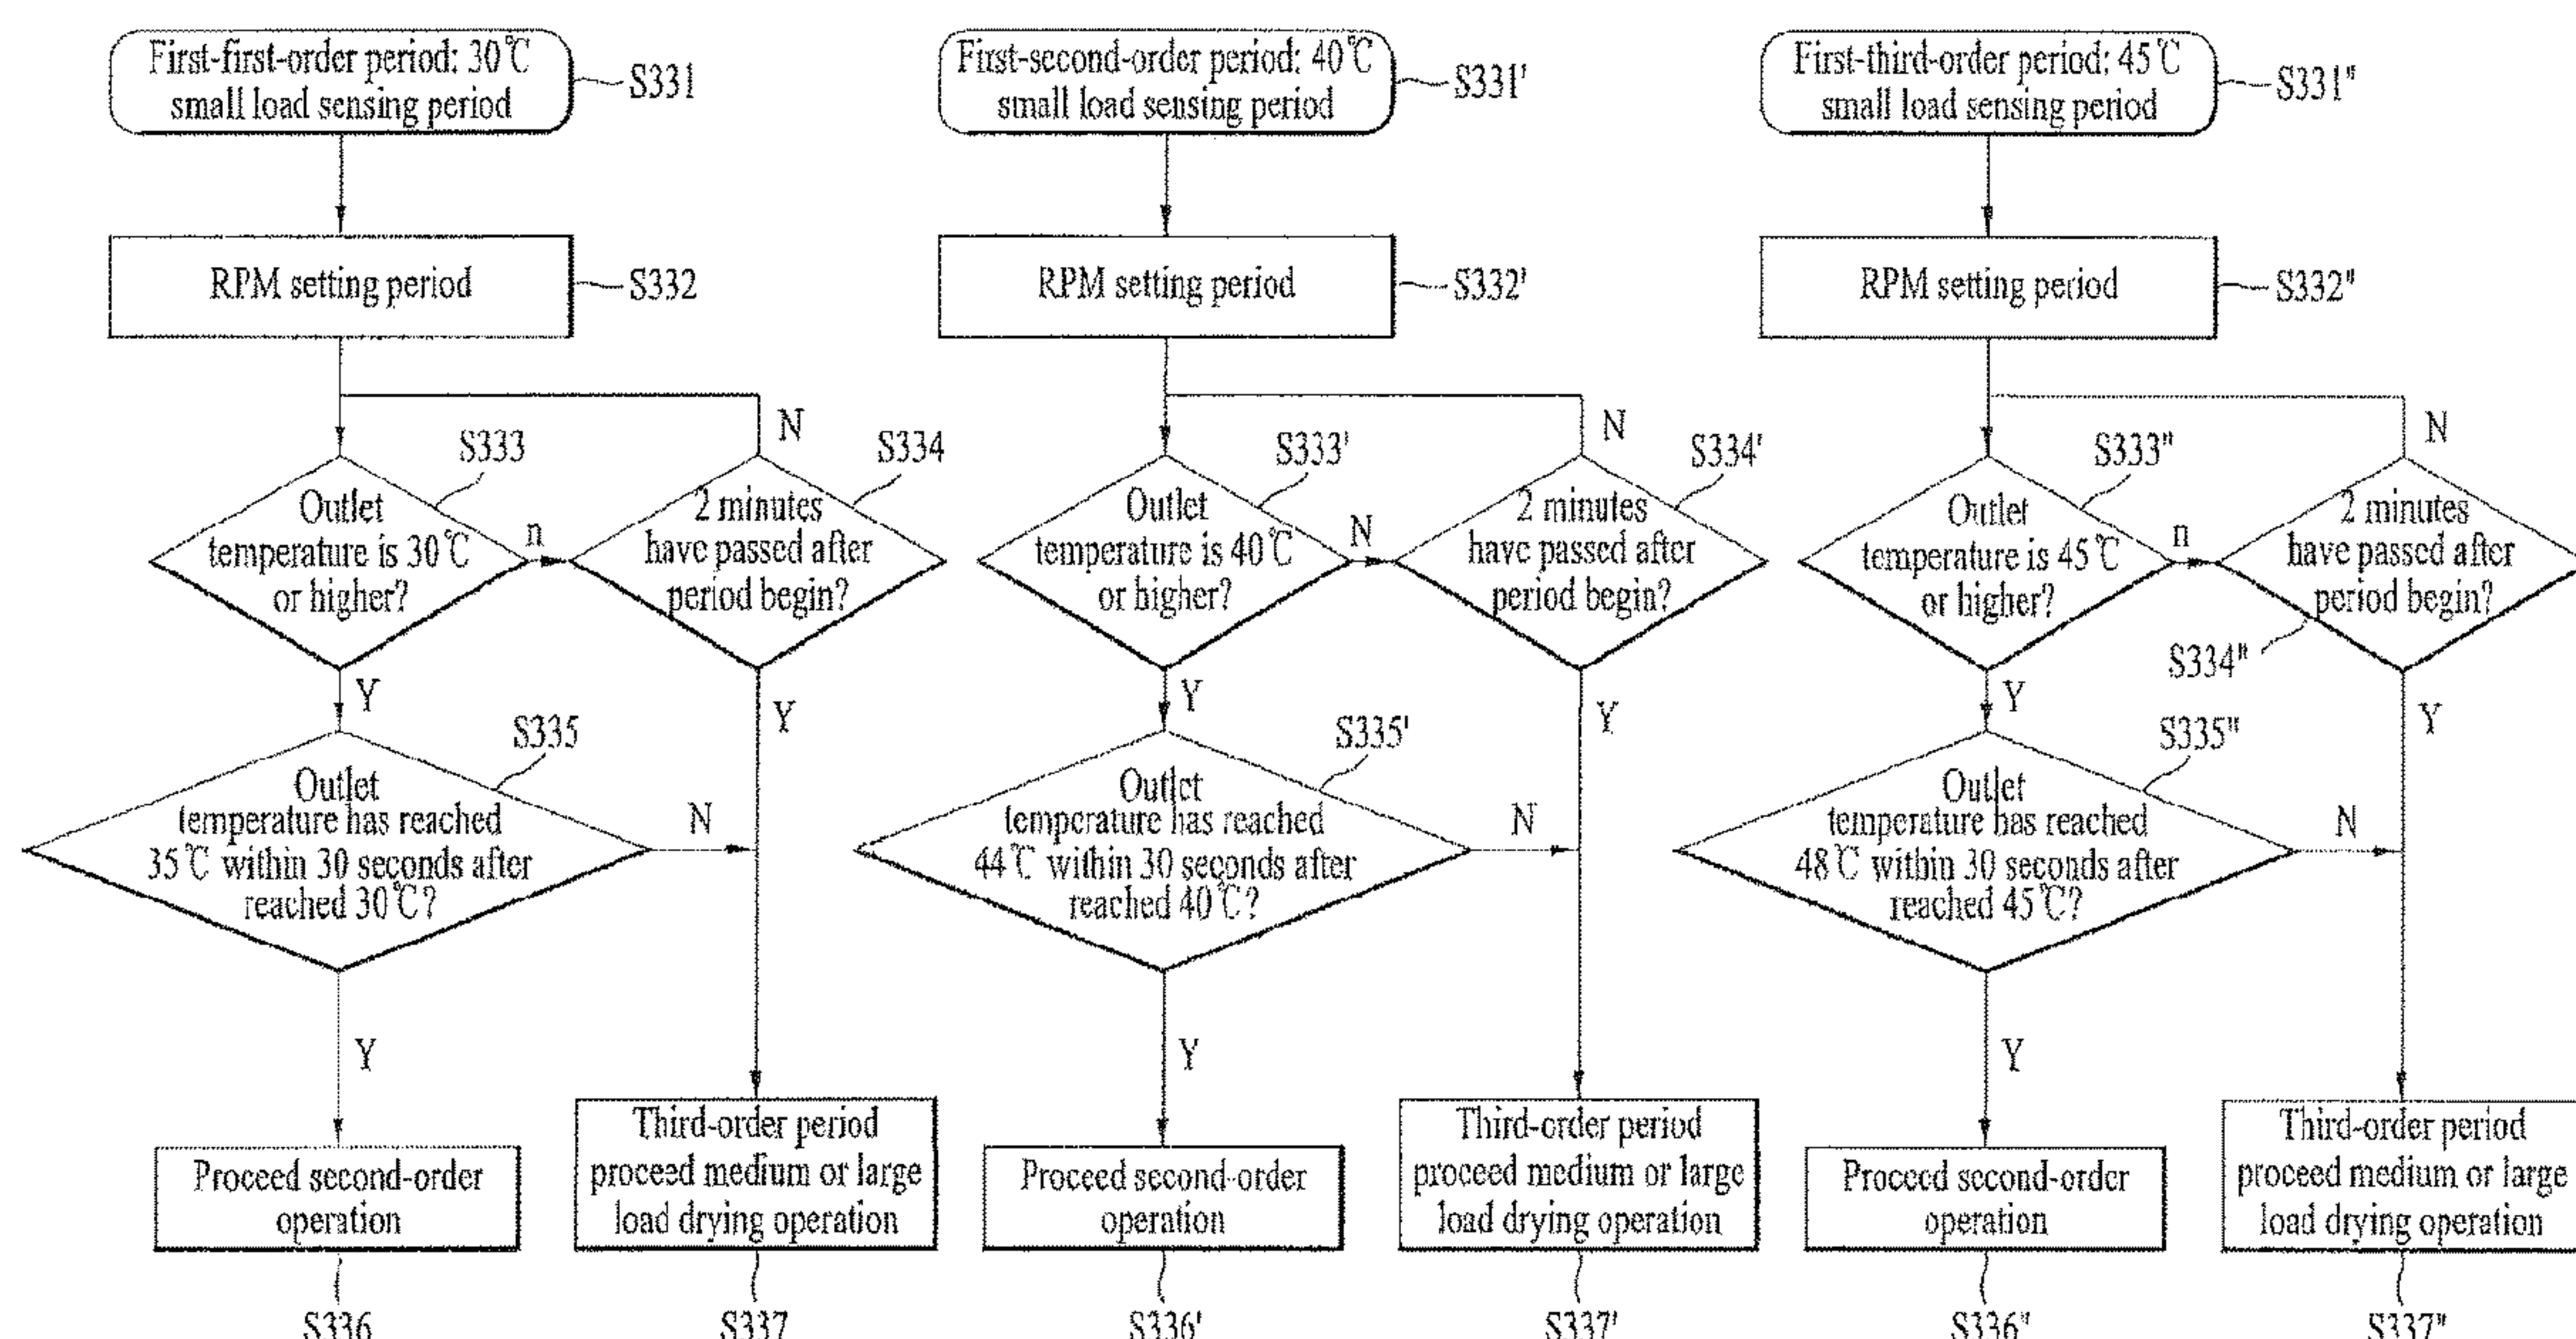 First-first-order period: 30℃
small load sensing period
S331
RPM setting period
S332
N
S333
Outlet
temperature is 30℃
or higher?
n
S334
2 minutes
have passed after
period begin?
Y
Y
S335
Outlet
temperature has reached
35℃ within 30 seconds after
reached 30℃?
N
Y
Proceed second-order
operation
S336
Third-order period
proceed medium or large
load drying operation
S337
First-second-order period: 40℃
small load sensing period
S331'
RPM setting period
S332'
N
S333'
Outlet
temperature is 40℃
or higher?
N
S334'
2 minutes
have passed after
period begin?
Y
Y
S335'
Outlet
temperature has reached
44℃ within 30 seconds after
reached 40℃?
N
Y
Proceed second-order
operation
S336'
Third-order period
proceed medium or large
load drying operation
S337'
First-third-order period: 45℃
small load sensing period
S331"
RPM setting period
S332"
N
S333"
Outlet
temperature is 45℃
or higher?
n
2 minutes
have passed after
period begin?
S334"
Y
Y
S335"
Outlet
temperature has reached
48℃ within 30 seconds after
reached 45℃?
N
Y
Proceed second-order
operation
S336"
Third-order period
proceed medium or large
load drying operation
S337"